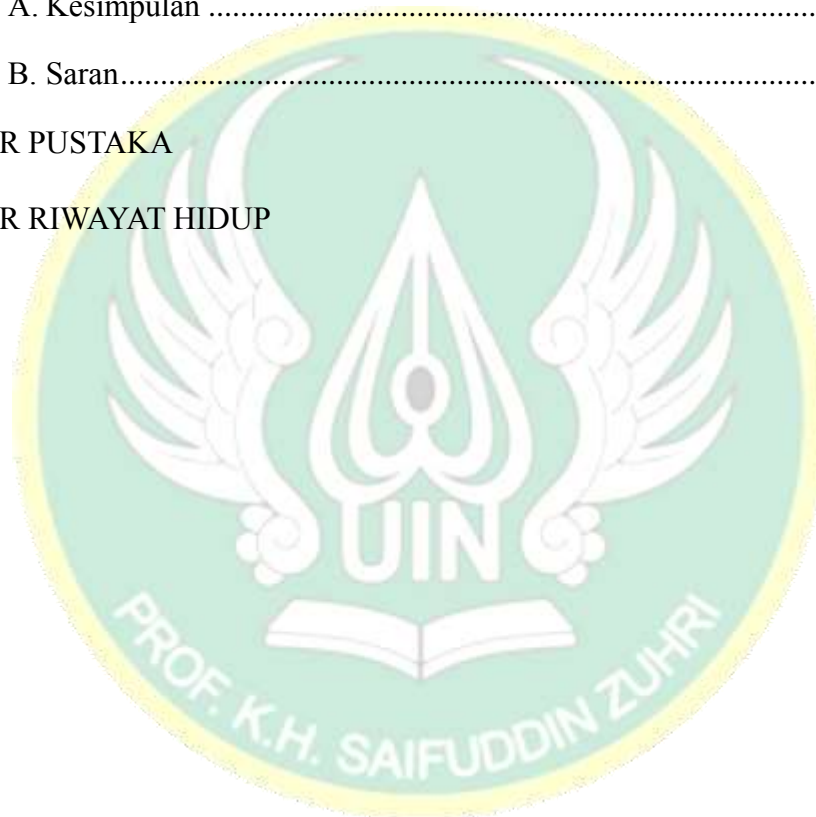 A. Kesimpulan ............................................................................
B. Saran.......................................................................................
R PUSTAKA
R RIWAYAT HIDUP
UIN
PROF. K.H. SAIFUDDIN ZUHRI